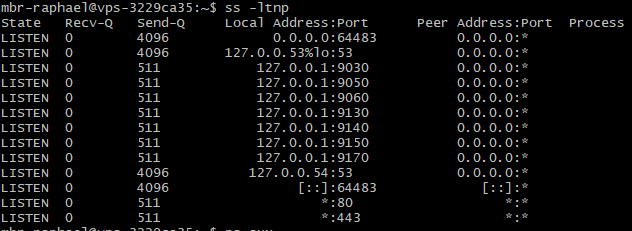 mbr-raphael@vps-3229ca35:~$ ss -ltnp
State Recv-Q Send-Q Local Address:Port Peer Address:Port Process
LISTEN 0 4096 0.0.0.0:64483 0.0.0.0:*
LISTEN 0 4096 127.0.0.53%lo:53 0.0.0.0:*
LISTEN 0 511 127.0.0.1:9030 0.0.0.0:*
LISTEN 0 511 127.0.0.1:9050 0.0.0.0:*
LISTEN 0 511 127.0.0.1:9060 0.0.0.0:*
LISTEN 0 511 127.0.0.1:9130 0.0.0.0:*
LISTEN 0 511 127.0.0.1:9140 0.0.0.0:*
LISTEN 0 511 127.0.0.1:9150 0.0.0.0:*
LISTEN 0 511 127.0.0.1:9170 0.0.0.0:*
LISTEN 0 4096 127.0.0.54:53 0.0.0.0:*
LISTEN 0 4096 [::]:64483 [::]:*
LISTEN 0 511 *:80 *:*
LISTEN 0 511 *:443 *:*